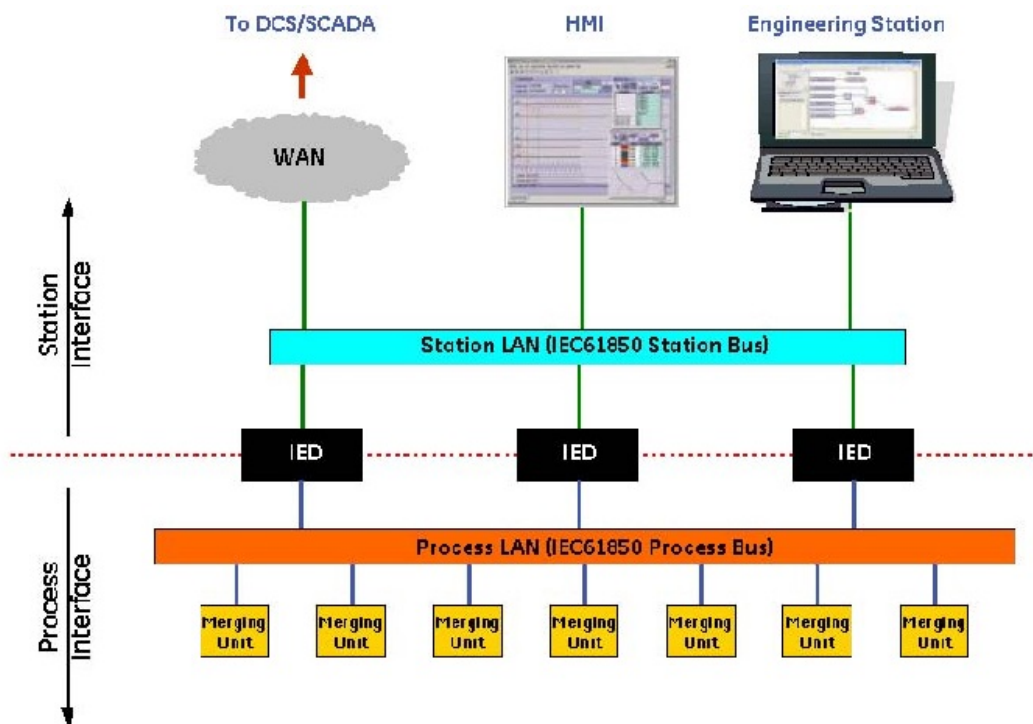 To DCS/SCADA
HMI
Engineering Station
WAN
Station
Interface
Station LAN (IEC61850 Station Bus)
IED
IED
IED
Process LAN (IEC61850 Process Bus)
Process
Interface
Merging
Unit
Merging
Unit
Merging
Unit
Merging
Unit
Merging
Unit
Merging
Unit
Merging
Unit